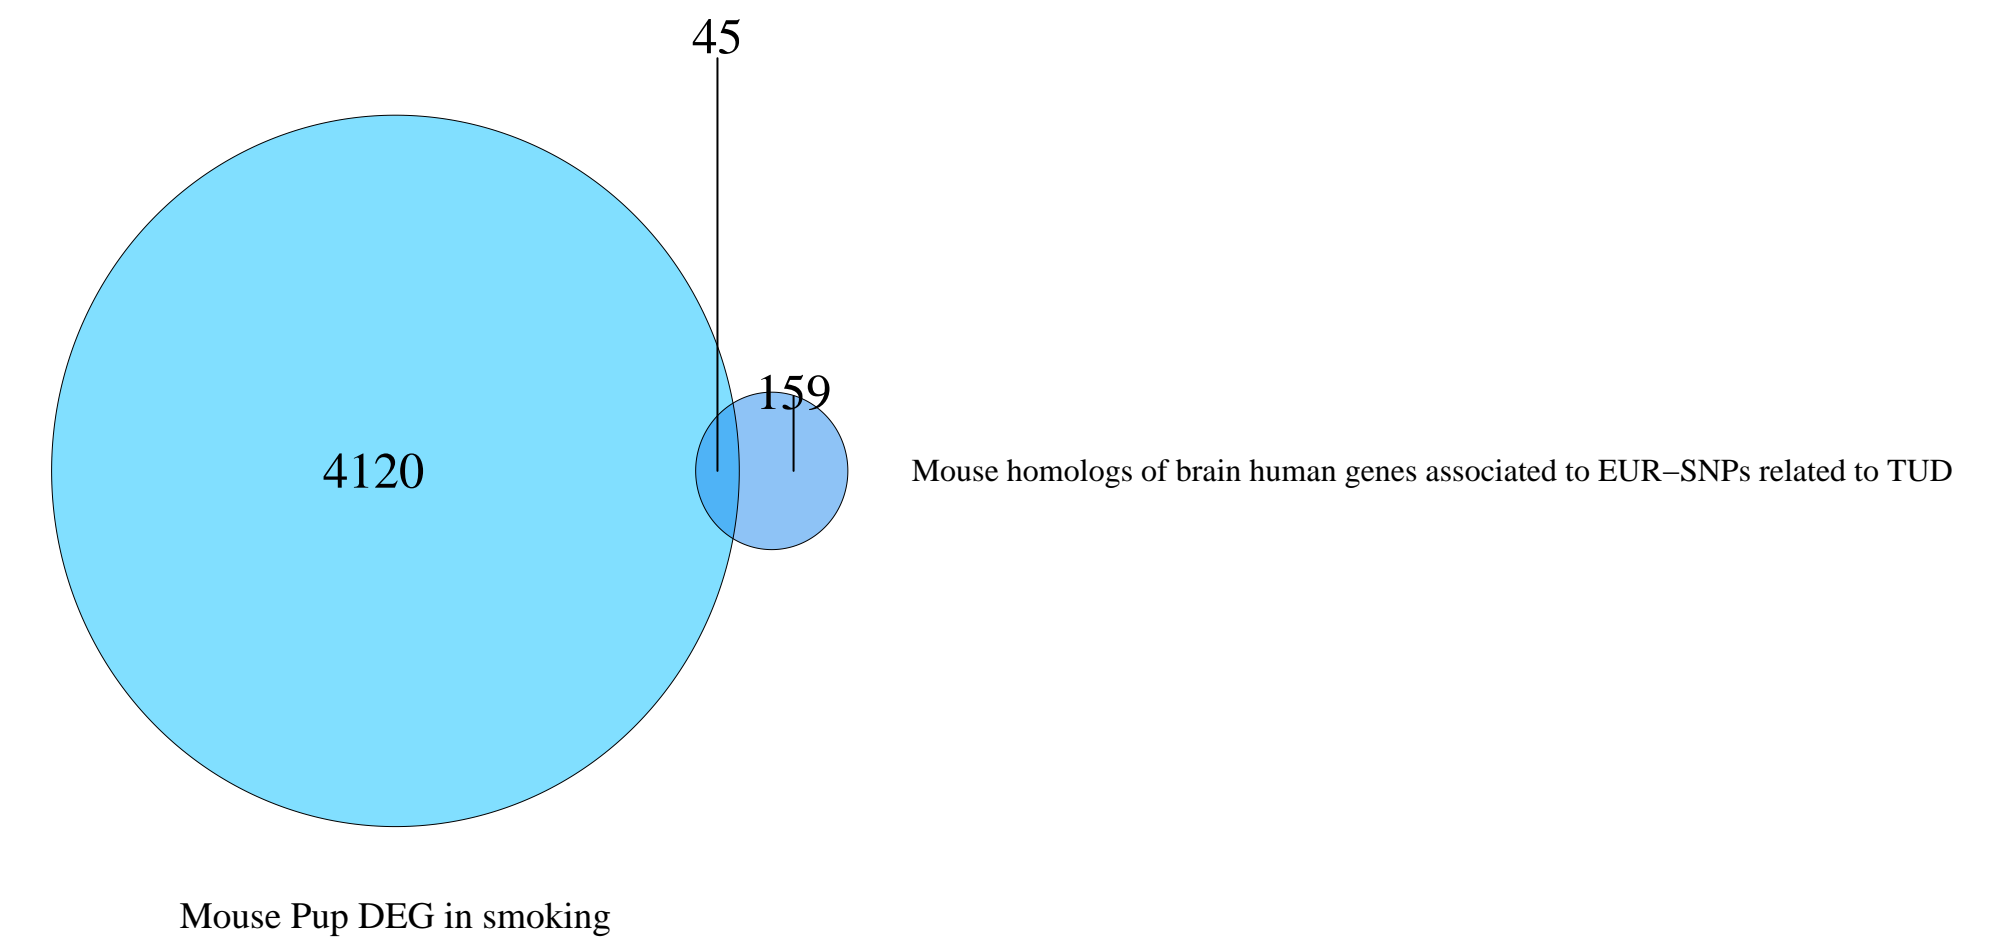 45
159
4120
Mouse homologs of brain human genes associated to EUR−SNPs related to TUD
Mouse Pup DEG in smoking